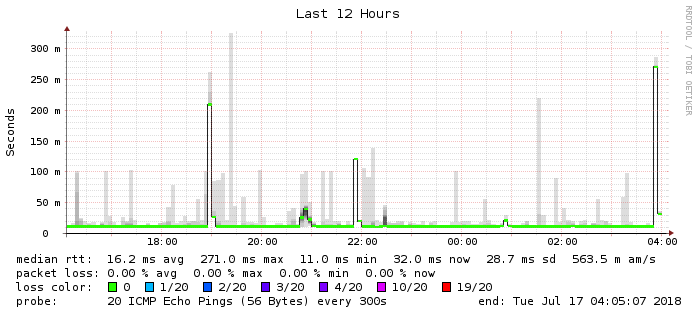 Last 12 Hours
RRDTOOL / TOBI OETIKER
Seconds
300 m
250 m
200 m
150 m
100 m
50 m
0
18:00 20:00 22:00 00:00 02:00 04:00
median rtt: 16.2 ms avg 271.0 ms max 11.0 ms min 32.0 ms now 28.7 ms sd 563.5 m am/s
packet loss: 0.00 % avg 0.00 % max 0.00 % min 0.00 % now
loss color: 0 1/20 2/20 3/20 4/20 10/20 19/20
probe: 20 ICMP Echo Pings (56 Bytes) every 300s end: Tue Jul 17 04:05:07 2018